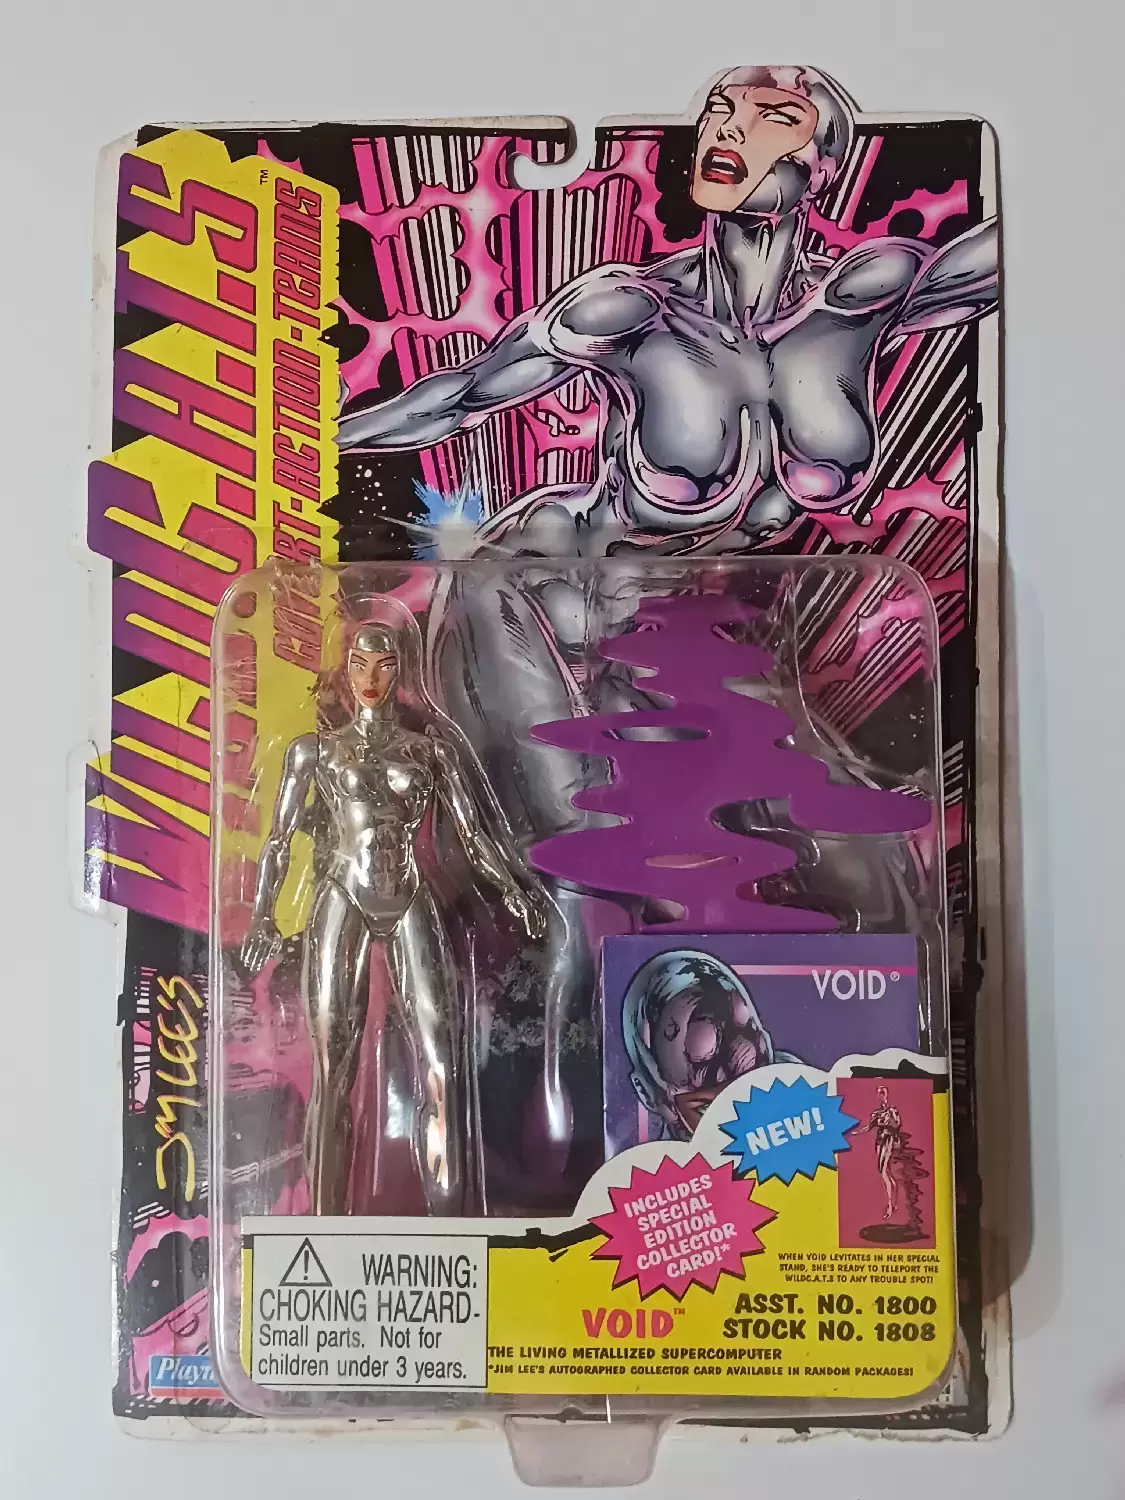 WILDC.A.T.S
™
COVERT-ACTION-TEAMS
JIM LEE'S
VOID®
NEW!
INCLUDES
SPECIAL
EDITION
COLLECTOR
CARD!*
WHEN VOID LEVITATES IN HER SPECIAL
STAND, SHE'S READY TO TELEPORT THE
WILDC.A.T.S TO ANY TROUBLE SPOT!
WARNING:
CHOKING HAZARD-
Small parts. Not for
children under 3 years.
VOID™
ASST. NO. 1800
STOCK NO. 1808
THE LIVING METALLIZED SUPERCOMPUTER
*JIM LEE'S AUTOGRAPHED COLLECTOR CARD AVAILABLE IN RANDOM PACKAGES!